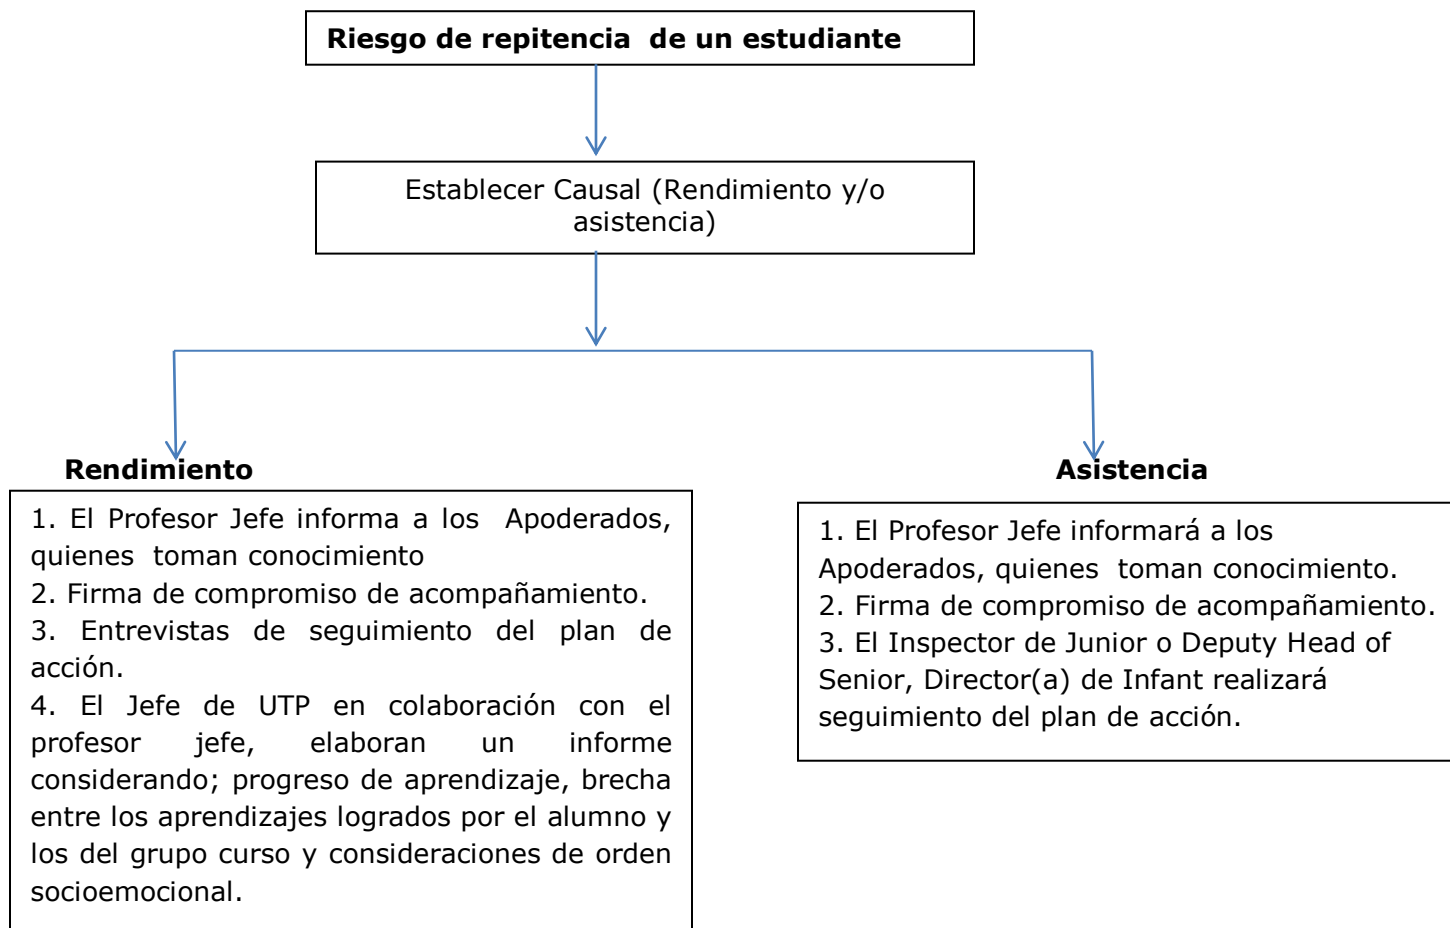 Riesgo de repitencia de un estudiante
Establecer Causal (Rendimiento y/o
asistencia)
Rendimiento
1. El Profesor Jefe informa a los Apoderados,
quienes toman conocimiento
2. Firma de compromiso de acompañamiento.
3. Entrevistas de seguimiento del plan de
acción.
4. El Jefe de UTP en colaboración con el
profesor jefe, elaboran un informe
considerando; progreso de aprendizaje, brecha
entre los aprendizajes logrados por el alumno y
los del grupo curso y consideraciones de orden
socioemocional.
Asistencia
1. El Profesor Jefe informará a los
Apoderados, quienes toman conocimiento.
2. Firma de compromiso de acompañamiento.
3. El Inspector de Junior o Deputy Head of
Senior, Director(a) de Infant realizará
seguimiento del plan de acción.